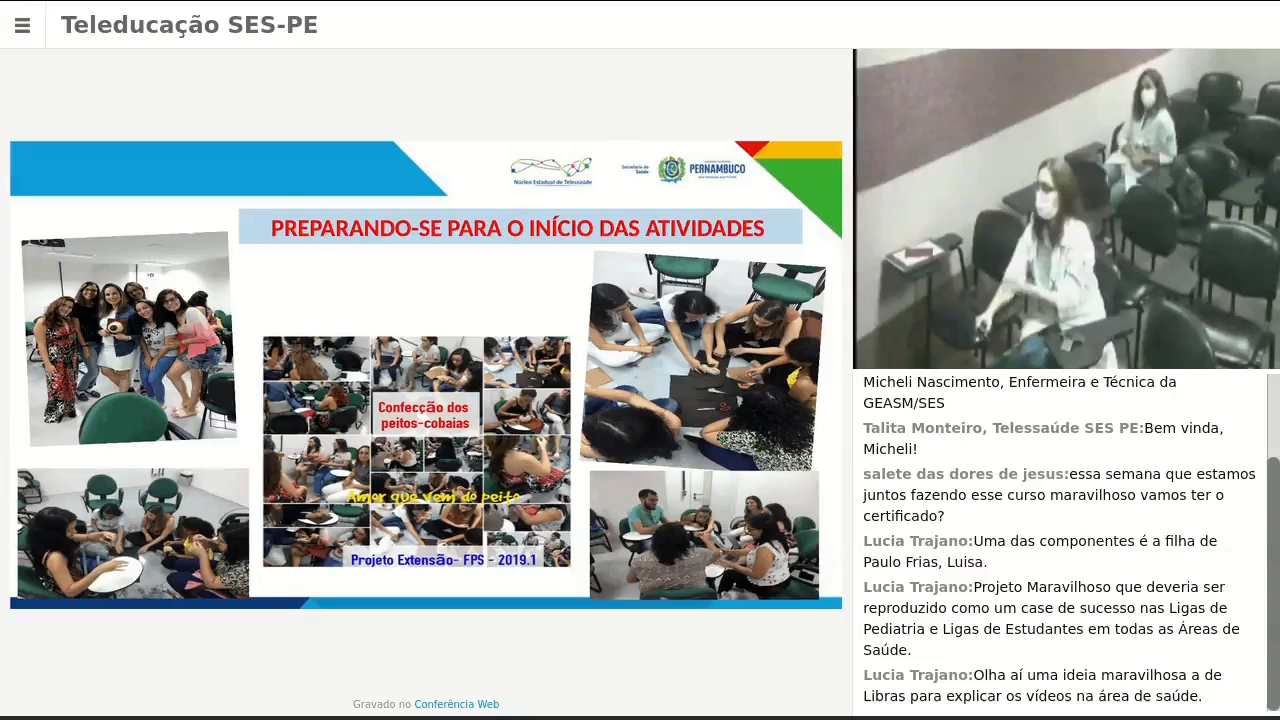 Teleducação SES-PE
Núcleo Estadual de Telessaúde
Secretaria de
Saúde
PERNAMBUCO
PREPARANDO-SE PARA O INÍCIO DAS ATIVIDADES
Confecção dos
peitos-cobaias
Amor que vem do peito
Projeto Extensão- FPS - 2019.1
Gravado no Conferência Web
Micheli Nascimento, Enfermeira e Técnica da
GEASM/SES
Talita Monteiro, Telessaúde SES PE:Bem vinda,
Micheli!
salete das dores de jesus:essa semana que estamos
juntos fazendo esse curso maravilhoso vamos ter o
certificado?
Lucia Trajano:Uma das componentes é a filha de
Paulo Frias, Luisa.
Lucia Trajano:Projeto Maravilhoso que deveria ser
reproduzido como um case de sucesso nas Ligas de
Pediatria e Ligas de Estudantes em todas as Áreas de
Saúde.
Lucia Trajano:Olha aí uma ideia maravilhosa a de
Libras para explicar os vídeos na área de saúde.